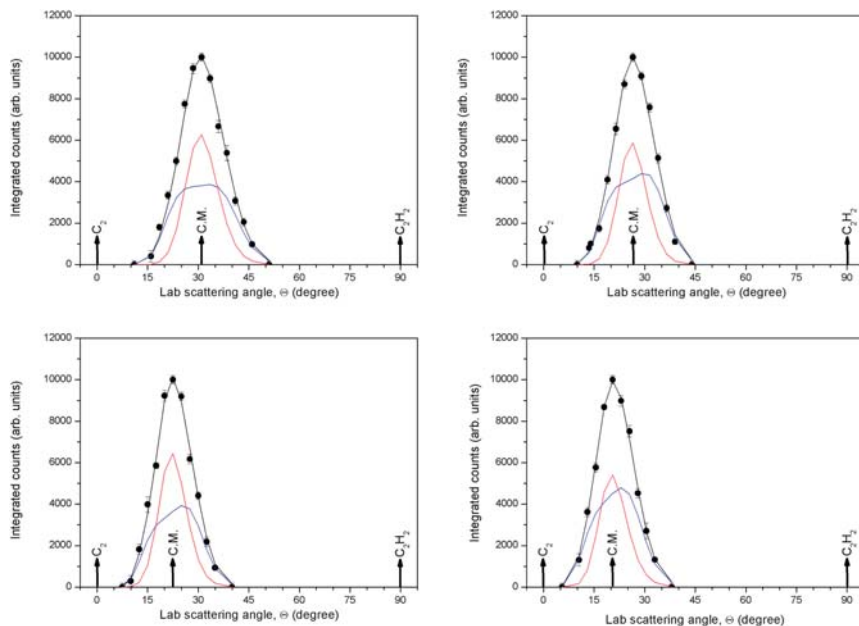 12000
10000
8000
6000
4000
2000
0
Integrated counts (arb. units)
C₂
C.M.
C₂H₂
0 15 30 45 60 75 90
Lab scattering angle, Θ (degree)
12000
10000
8000
6000
4000
2000
0
Integrated counts (arb. units)
C₂
C.M.
C₂H₂
0 15 30 45 60 75 90
Lab scattering angle, Θ (degree)
12000
10000
8000
6000
4000
2000
0
Integrated counts (arb. units)
C₂
C.M.
C₂H₂
0 15 30 45 60 75 90
Lab scattering angle, Θ (degree)
12000
10000
8000
6000
4000
2000
0
Integrated counts (arb. units)
C₂
C.M.
C₂H₂
0 15 30 45 60 75 90
Lab scattering angle, Θ (degree)